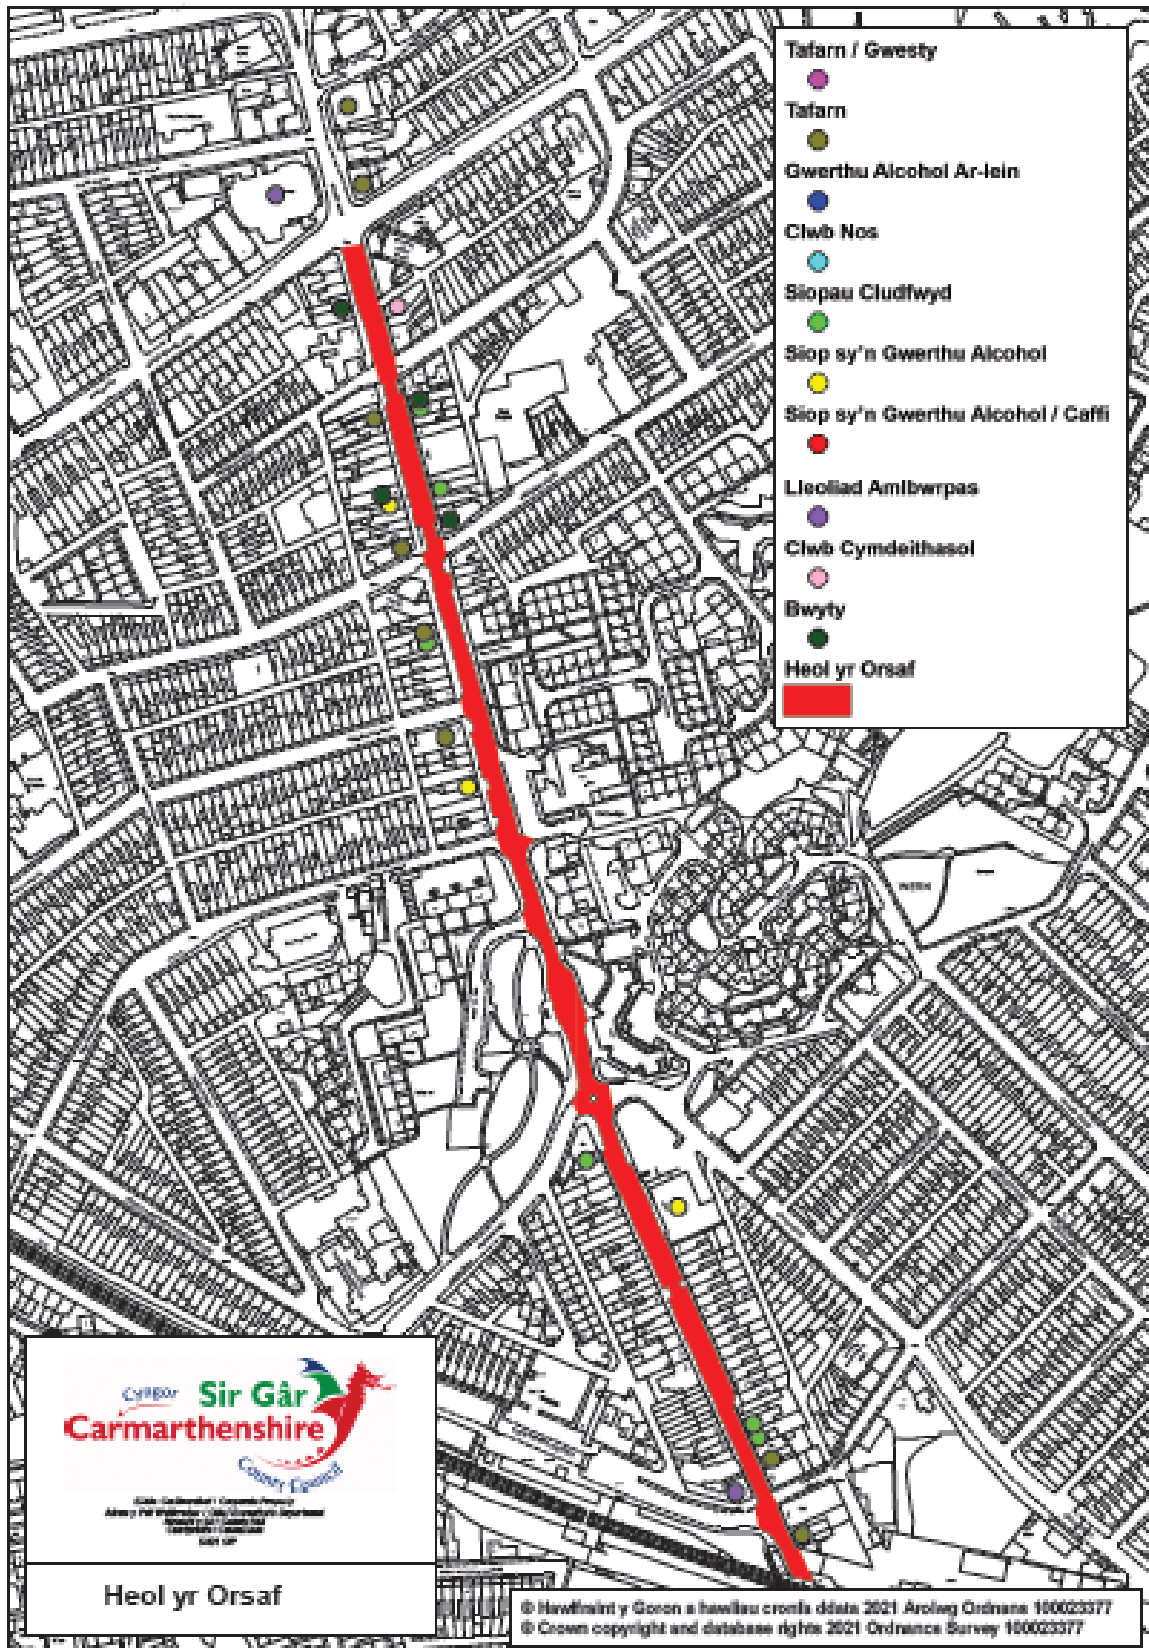 Tafarn / Gwesty
Tafarn
Gwerthu Alcohol Ar-lein
Clwb Nos
Siopau Cludfwyd
Siop sy'n Gwerthu Alcohol
Siop sy'n Gwerthu Alcohol / Caffi
Lleoliad Amlbwrpas
Clwb Cymdeithasol
Bwyty
Heol yr Orsaf
WERN
Cyngor
Sir Gâr
Carmarthenshire
County Council
Heol yr Orsaf
© Hawlfraint y Goron a hawliau cronfa ddata 2021 Arolwg Ordnans 100023377
© Crown copyright and database rights 2021 Ordnance Survey 100023377